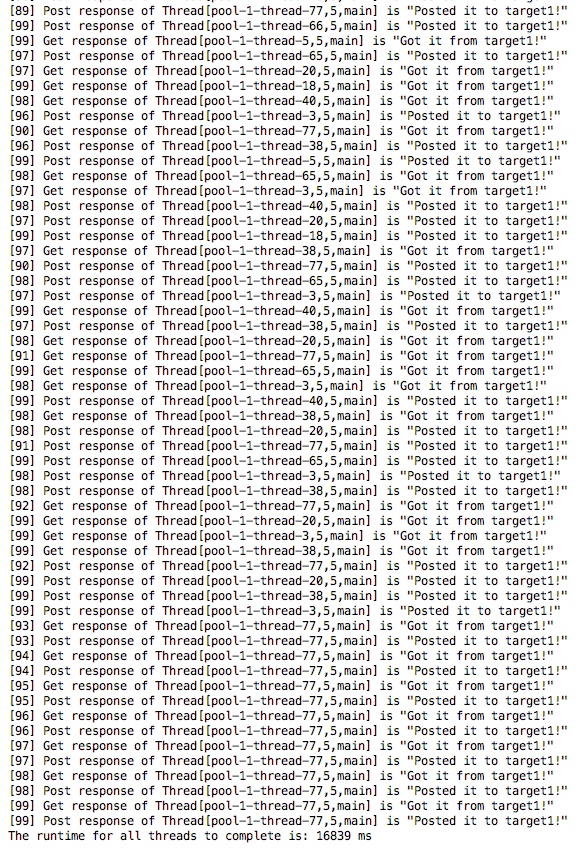 [89] Post response of Thread[pool-1-thread-77,5,main] is "Posted it to target1!"
[99] Post response of Thread[pool-1-thread-66,5,main] is "Posted it to target1!"
[99] Get response of Thread[pool-1-thread-5,5,main] is "Got it from target1!"
[97] Post response of Thread[pool-1-thread-65,5,main] is "Posted it to target1!"
[97] Get response of Thread[pool-1-thread-20,5,main] is "Got it from target1!"
[99] Get response of Thread[pool-1-thread-18,5,main] is "Got it from target1!"
[98] Get response of Thread[pool-1-thread-40,5,main] is "Got it from target1!"
[96] Post response of Thread[pool-1-thread-3,5,main] is "Posted it to target1!"
[90] Get response of Thread[pool-1-thread-77,5,main] is "Got it from target1!"
[96] Post response of Thread[pool-1-thread-38,5,main] is "Posted it to target1!"
[99] Post response of Thread[pool-1-thread-5,5,main] is "Posted it to target1!"
[98] Get response of Thread[pool-1-thread-65,5,main] is "Got it from target1!"
[97] Get response of Thread[pool-1-thread-3,5,main] is "Got it from target1!"
[98] Post response of Thread[pool-1-thread-40,5,main] is "Posted it to target1!"
[97] Post response of Thread[pool-1-thread-20,5,main] is "Posted it to target1!"
[99] Post response of Thread[pool-1-thread-18,5,main] is "Posted it to target1!"
[97] Get response of Thread[pool-1-thread-38,5,main] is "Got it from target1!"
[90] Post response of Thread[pool-1-thread-77,5,main] is "Posted it to target1!"
[98] Post response of Thread[pool-1-thread-65,5,main] is "Posted it to target1!"
[97] Post response of Thread[pool-1-thread-3,5,main] is "Posted it to target1!"
[99] Get response of Thread[pool-1-thread-40,5,main] is "Got it from target1!"
[97] Post response of Thread[pool-1-thread-38,5,main] is "Posted it to target1!"
[98] Get response of Thread[pool-1-thread-20,5,main] is "Got it from target1!"
[91] Get response of Thread[pool-1-thread-77,5,main] is "Got it from target1!"
[99] Get response of Thread[pool-1-thread-65,5,main] is "Got it from target1!"
[98] Get response of Thread[pool-1-thread-3,5,main] is "Got it from target1!"
[99] Post response of Thread[pool-1-thread-40,5,main] is "Posted it to target1!"
[98] Get response of Thread[pool-1-thread-38,5,main] is "Got it from target1!"
[98] Post response of Thread[pool-1-thread-20,5,main] is "Posted it to target1!"
[91] Post response of Thread[pool-1-thread-77,5,main] is "Posted it to target1!"
[99] Post response of Thread[pool-1-thread-65,5,main] is "Posted it to target1!"
[98] Post response of Thread[pool-1-thread-3,5,main] is "Posted it to target1!"
[98] Post response of Thread[pool-1-thread-38,5,main] is "Posted it to target1!"
[92] Get response of Thread[pool-1-thread-77,5,main] is "Got it from target1!"
[99] Get response of Thread[pool-1-thread-20,5,main] is "Got it from target1!"
[99] Get response of Thread[pool-1-thread-3,5,main] is "Got it from target1!"
[99] Get response of Thread[pool-1-thread-38,5,main] is "Got it from target1!"
[92] Post response of Thread[pool-1-thread-77,5,main] is "Posted it to target1!"
[99] Post response of Thread[pool-1-thread-20,5,main] is "Posted it to target1!"
[99] Post response of Thread[pool-1-thread-38,5,main] is "Posted it to target1!"
[99] Post response of Thread[pool-1-thread-3,5,main] is "Posted it to target1!"
[93] Get response of Thread[pool-1-thread-77,5,main] is "Got it from target1!"
[93] Post response of Thread[pool-1-thread-77,5,main] is "Posted it to target1!"
[94] Get response of Thread[pool-1-thread-77,5,main] is "Got it from target1!"
[94] Post response of Thread[pool-1-thread-77,5,main] is "Posted it to target1!"
[95] Get response of Thread[pool-1-thread-77,5,main] is "Got it from target1!"
[95] Post response of Thread[pool-1-thread-77,5,main] is "Posted it to target1!"
[96] Get response of Thread[pool-1-thread-77,5,main] is "Got it from target1!"
[96] Post response of Thread[pool-1-thread-77,5,main] is "Posted it to target1!"
[97] Get response of Thread[pool-1-thread-77,5,main] is "Got it from target1!"
[97] Post response of Thread[pool-1-thread-77,5,main] is "Posted it to target1!"
[98] Get response of Thread[pool-1-thread-77,5,main] is "Got it from target1!"
[98] Post response of Thread[pool-1-thread-77,5,main] is "Posted it to target1!"
[99] Get response of Thread[pool-1-thread-77,5,main] is "Got it from target1!"
[99] Post response of Thread[pool-1-thread-77,5,main] is "Posted it to target1!"
The runtime for all threads to complete is: 16839 ms